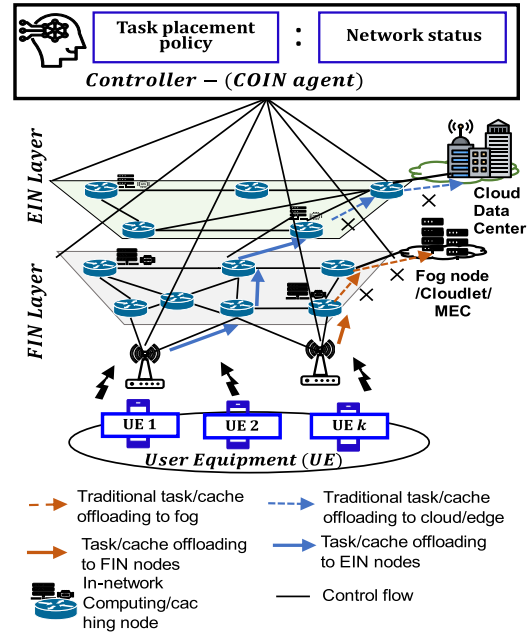 Task placement
policy
:
Network status
Controller – (COIN agent)
EIN Layer
Cloud
Data
Center
FIN Layer
Fog node
/Cloudlet/
MEC
UE 1
UE 2
UE k
User Equipment (UE)
Traditional task/cache
offloading to fog
Traditional task/cache
offloading to cloud/edge
Task/cache offloading
to FIN nodes
Task/cache offloading
to EIN nodes
In-network
Computing/cac
hing node
Control flow